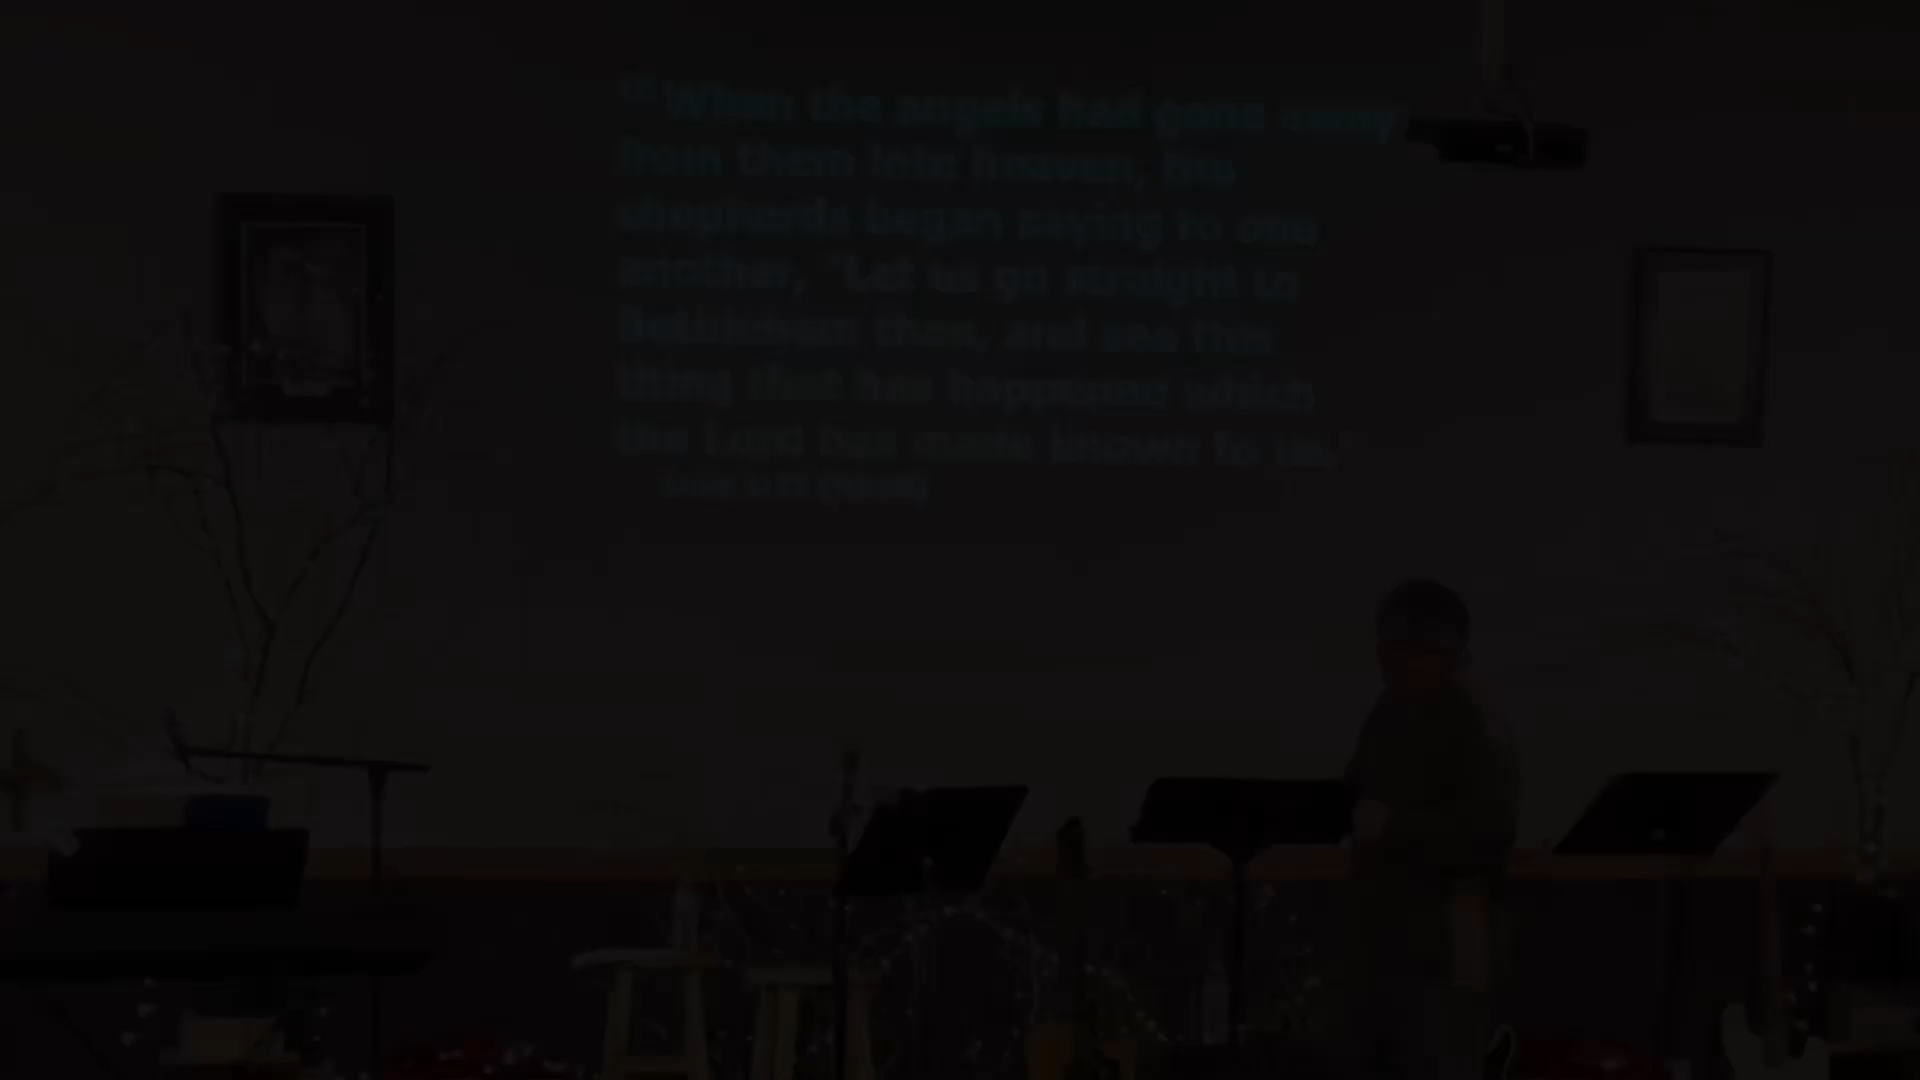 "When the angels had gone away
from them into heaven, the
shepherds began saying to one
another, "Let us go straight to
Bethlehem then, and see this
thing that has happened which
the Lord has made known to us."